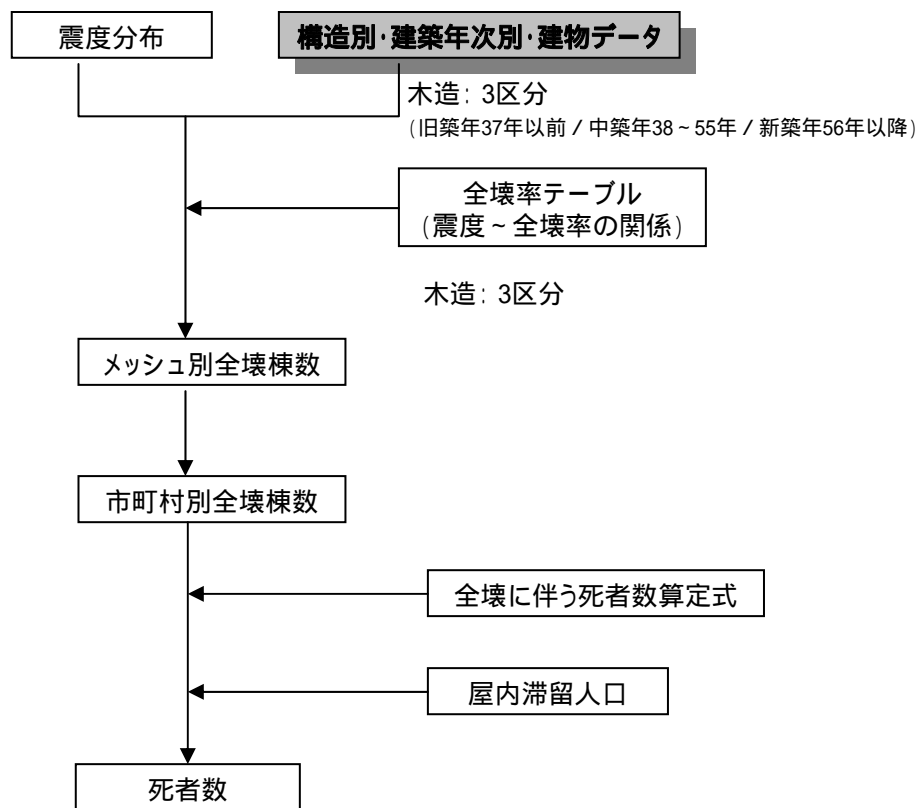 震度分布
構造別・建築年次別・建物データ
木造: 3区分
(旧築年37年以前 / 中築年38~55年 / 新築年56年以降)
全壊率テーブル
(震度~全壊率の関係)
木造: 3区分
メッシュ別全壊棟数
市町村別全壊棟数
全壊に伴う死者数算定式
屋内滞留人口
死者数